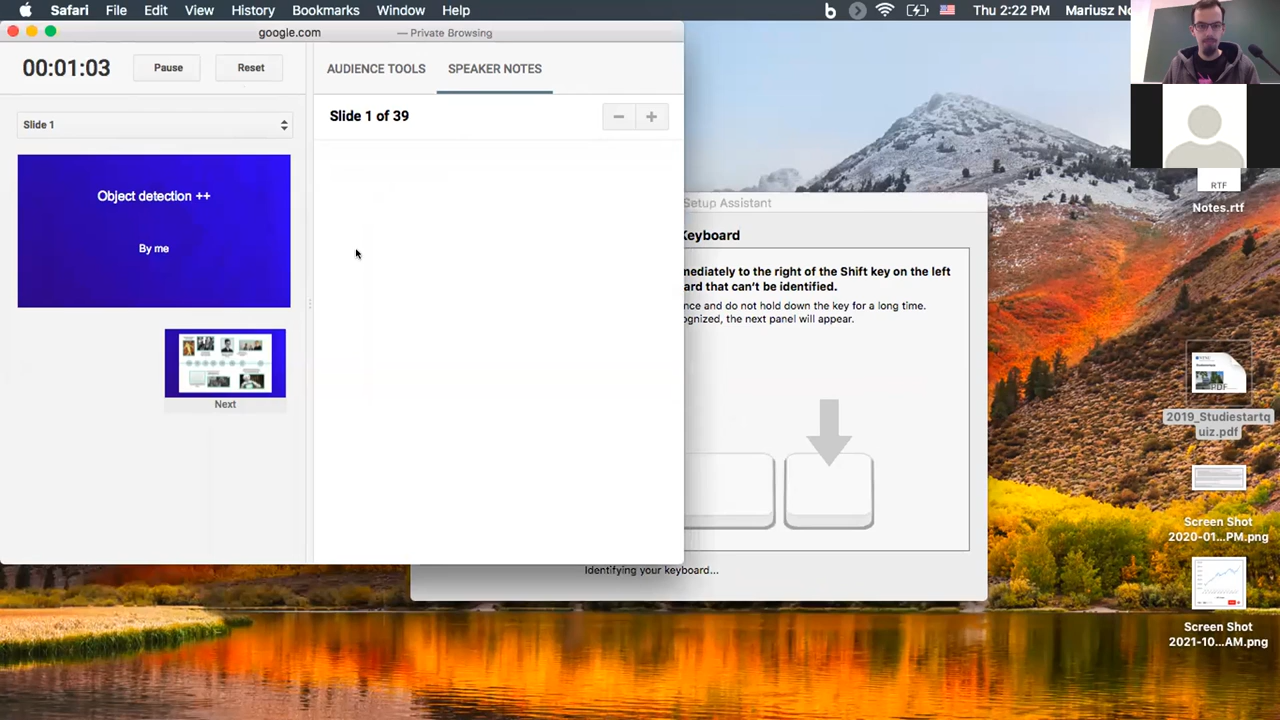 Safari File Edit View History Bookmarks Window Help
Thu 2:22 PM Mariusz No
google.com — Private Browsing
00:01:03 Pause Reset
AUDIENCE TOOLS SPEAKER NOTES
Slide 1 of 39
Slide 1
Object detection ++
By me
Next
Setup Assistant
Keyboard
mediately to the right of the Shift key on the left
ard that can't be identified.
nce and do not hold down the key for a long time.
ognized, the next panel will appear.
Identifying your keyboard...
RTF
Notes.rtf
PDF
2019_Studiestartq
uiz.pdf
Screen Shot
2020-01...PM.png
Screen Shot
2021-10...AM.png